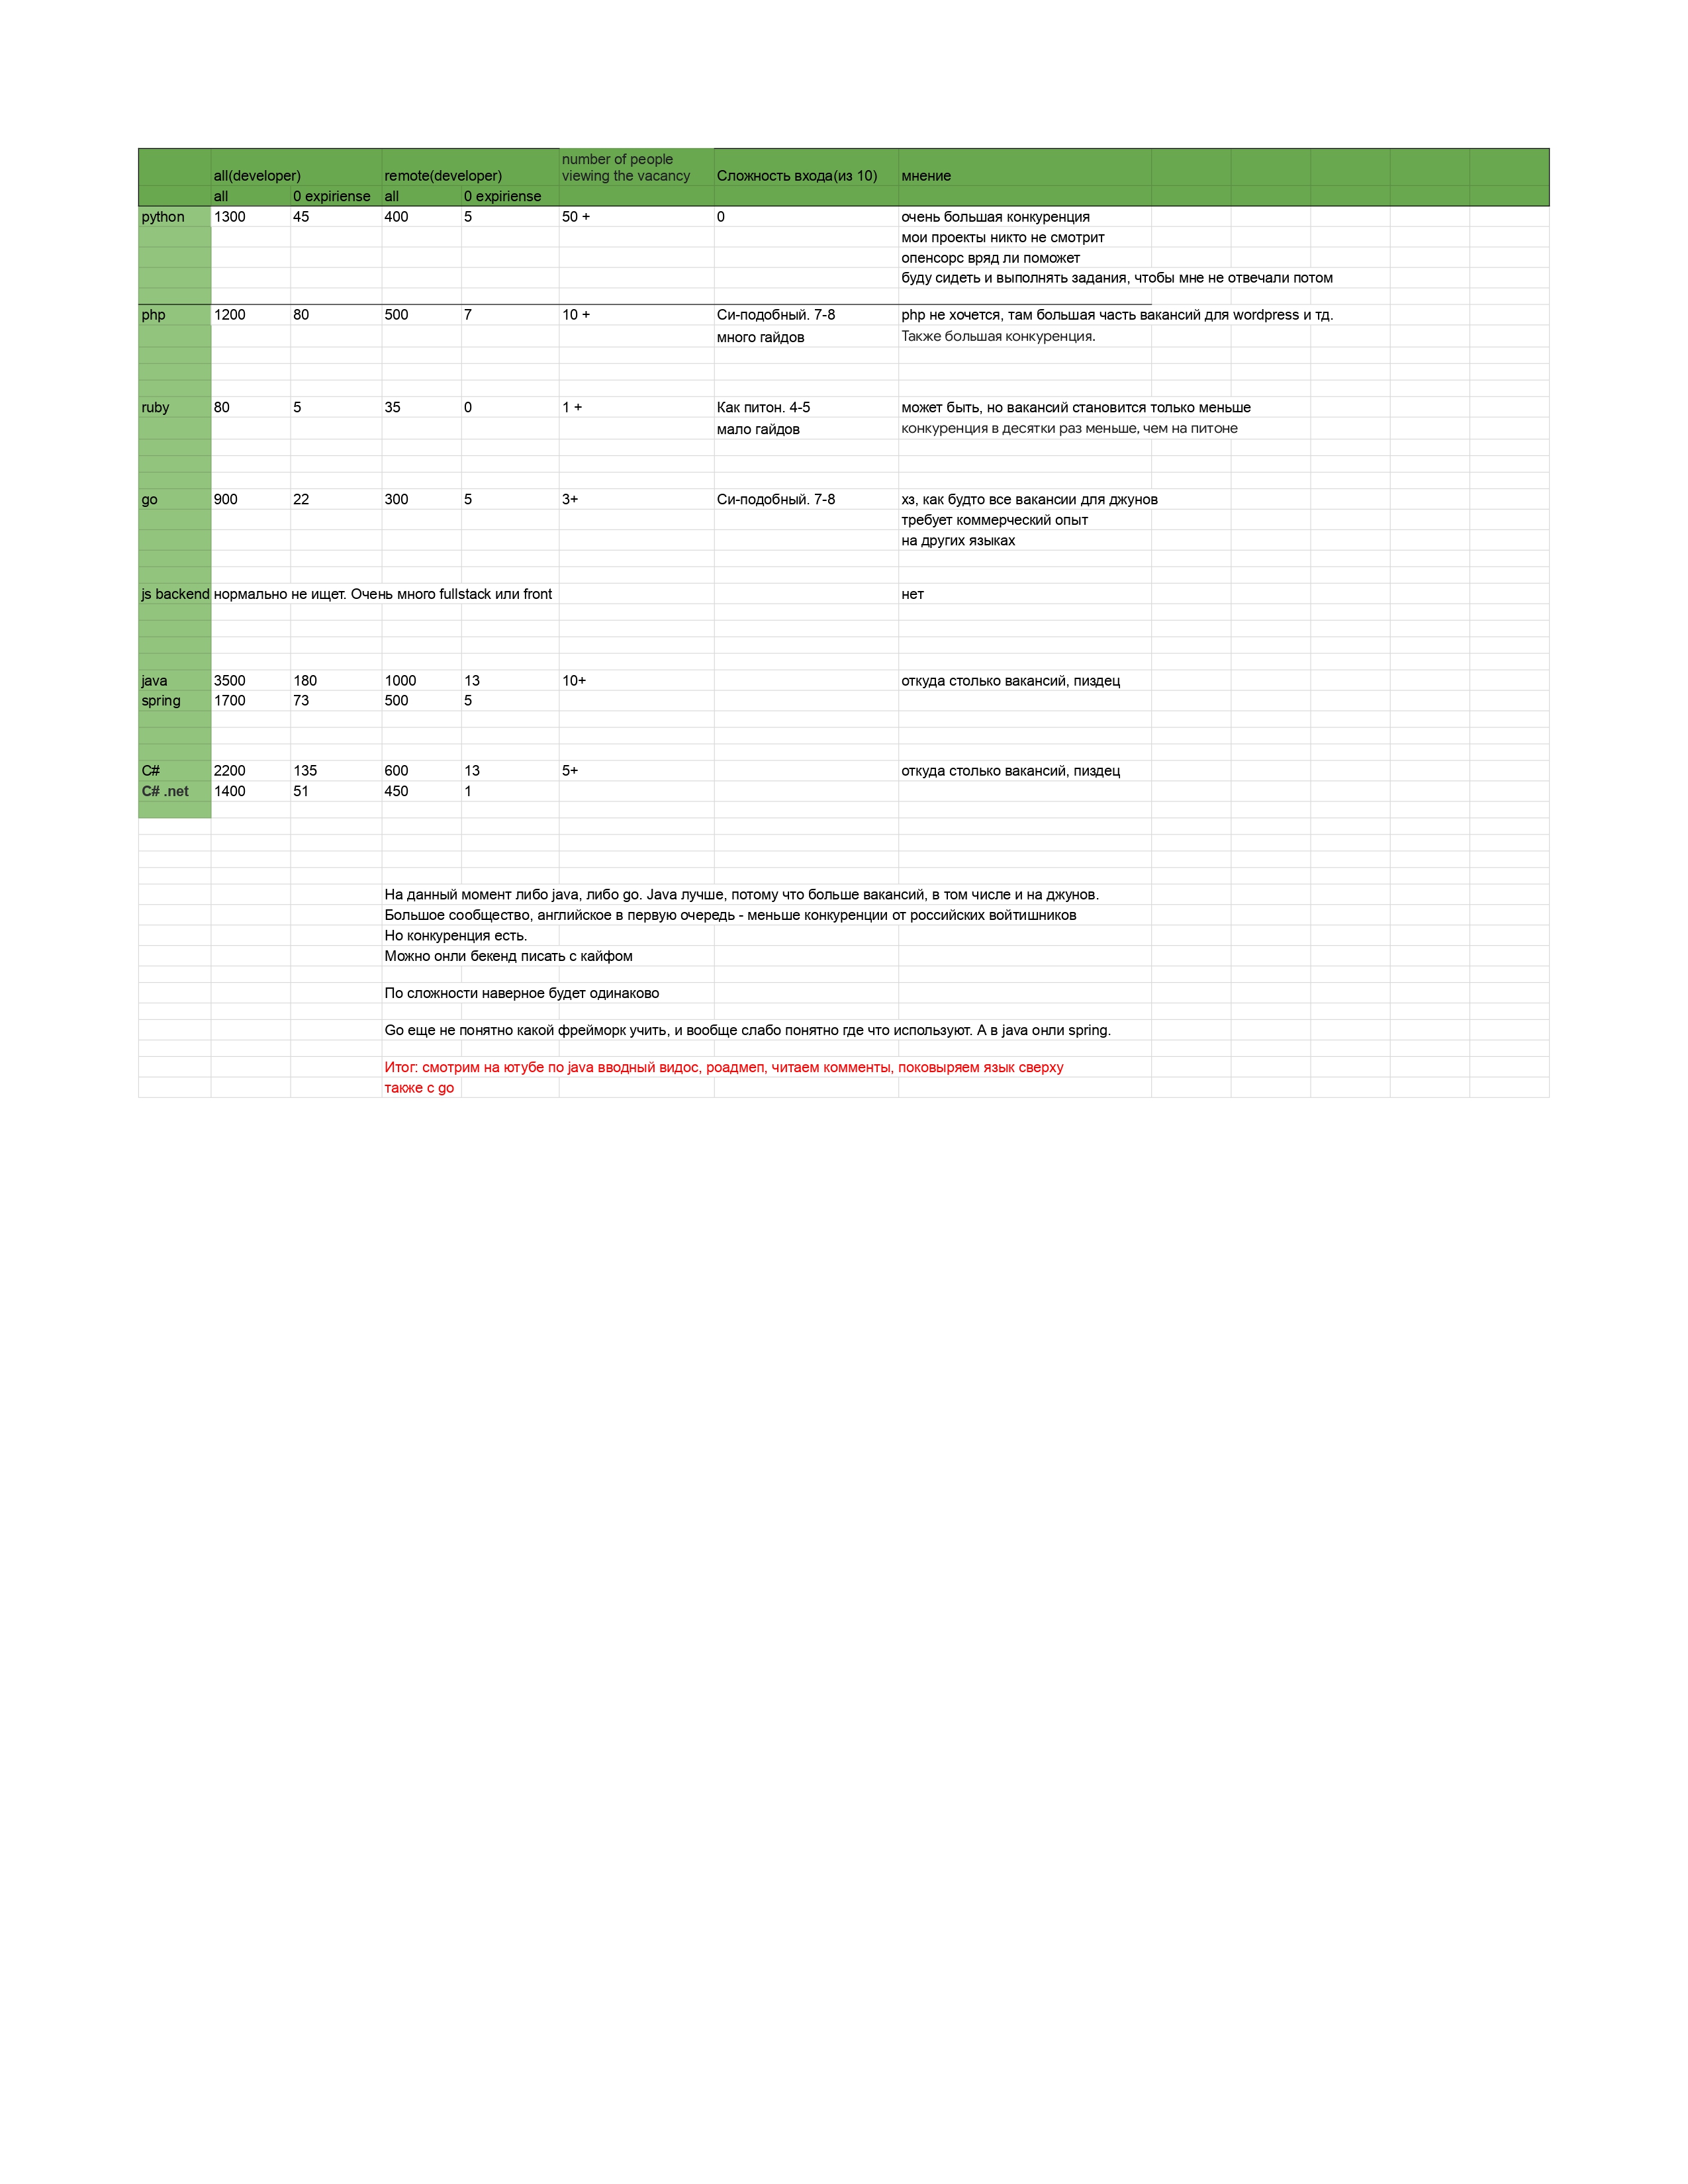 number of people
all(developer) remote(developer) viewing the vacancy Сложность входа(из 10) мнение
all 0 expiriense all 0 expiriense
python 1300 45 400 5 50 + 0 очень большая конкуренция
мои проекты никто не смотрит
опенсорс вряд ли поможет
буду сидеть и выполнять задания, чтобы мне не отвечали потом
php 1200 80 500 7 10 + Си-подобный. 7-8 php не хочется, там большая часть вакансий для wordpress и тд.
много гайдов Также большая конкуренция.
ruby 80 5 35 0 1 + Как питон. 4-5 может быть, но вакансий становится только меньше
мало гайдов конкуренция в десятки раз меньше, чем на питоне
go 900 22 300 5 3+ Си-подобный. 7-8 хз, как будто все вакансии для джунов
требует коммерческий опыт
на других языках
js backend нормально не ищет. Очень много fullstack или front нет
java 3500 180 1000 13 10+ откуда столько вакансий, пиздец
spring 1700 73 500 5
C# 2200 135 600 13 5+ откуда столько вакансий, пиздец
C# .net 1400 51 450 1
На данный момент либо java, либо go. Java лучше, потому что больше вакансий, в том числе и на джунов.
Большое сообщество, английское в первую очередь - меньше конкуренции от российских войтишников
Но конкуренция есть.
Можно онли бекенд писать с кайфом
По сложности наверное будет одинаково
Go еще не понятно какой фрейморк учить, и вообще слабо понятно где что используют. А в java онли spring.
Итог: смотрим на ютубе по java вводный видос, роадмеп, читаем комменты, поковыряем язык сверху
также с go